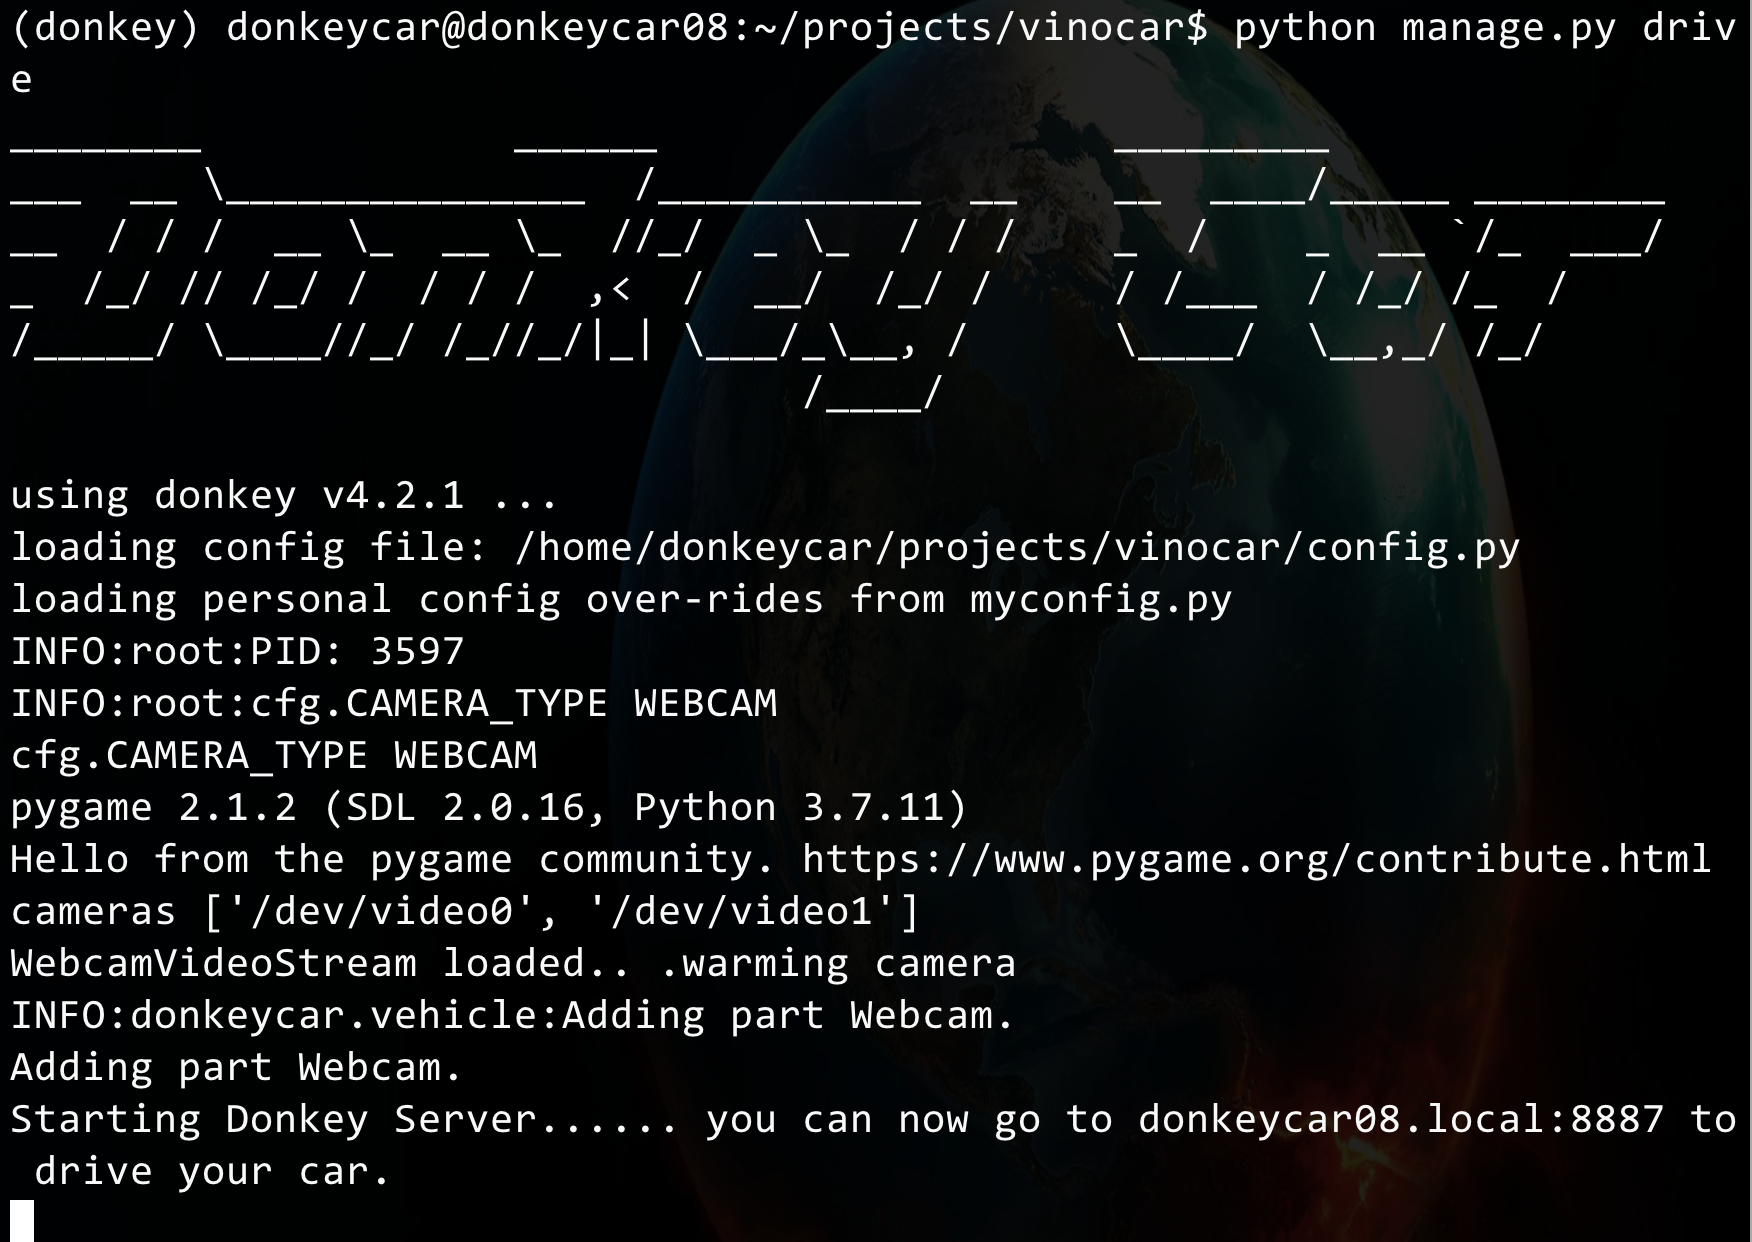 (donkey) donkeycar@donkeycar08:~/projects/vinocar$ python manage.py driv
e
________             ______                   _________
___  __ \_______________  /___________  __    __  ____/_____ ________
__  / / /  __ \_  __ \_  //_/  _ \_  / / /    _  /    _  __ `/_  ___/
_  /_/ // /_/ /  / / /  ,<  /  __/  /_/ /     / /___  / /_/ /_  /
/_____/ \____//_/ /_//_/|_| \___/_\__, /      \____/  \__,_/ /_/
                                 /____/
using donkey v4.2.1 ...
loading config file: /home/donkeycar/projects/vinocar/config.py
loading personal config over-rides from myconfig.py
INFO:root:PID: 3597
INFO:root:cfg.CAMERA_TYPE WEBCAM
cfg.CAMERA_TYPE WEBCAM
pygame 2.1.2 (SDL 2.0.16, Python 3.7.11)
Hello from the pygame community. https://www.pygame.org/contribute.html
cameras ['/dev/video0', '/dev/video1']
WebcamVideoStream loaded.. .warming camera
INFO:donkeycar.vehicle:Adding part Webcam.
Adding part Webcam.
Starting Donkey Server...... you can now go to donkeycar08.local:8887 to
 drive your car.